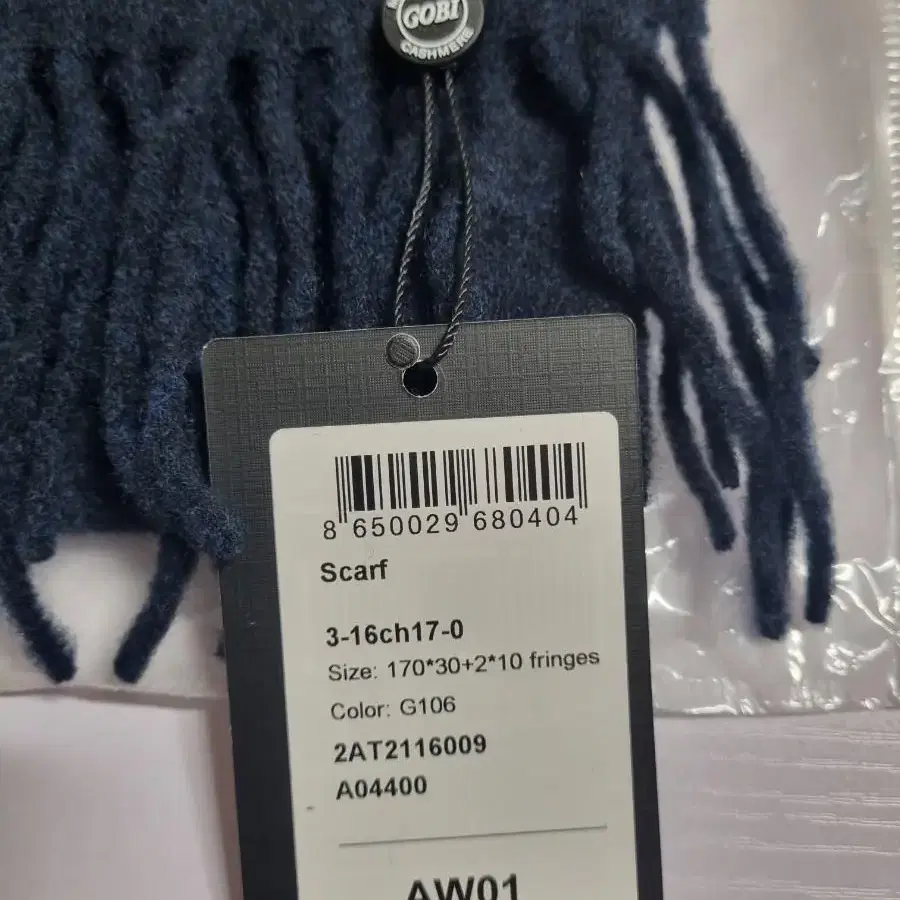 GOBI
CASHMERE
8 650029 680404
Scarf
3-16ch17-0
Size: 170*30+2*10 fringes
Color: G106
2AT2116009
A04400
AW01